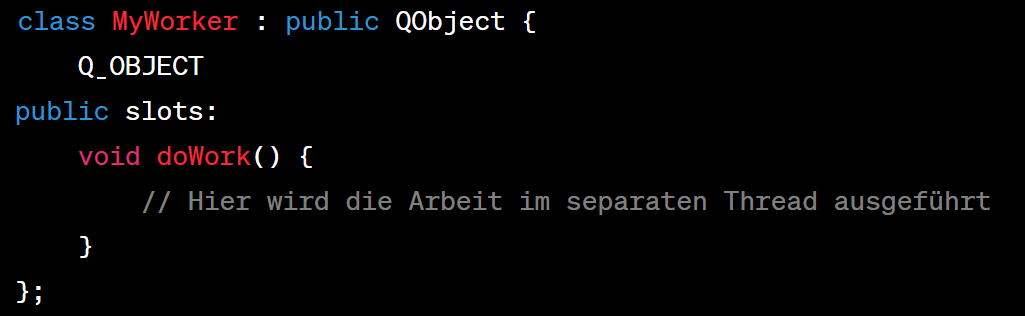 class MyWorker : public QObject {
    Q_OBJECT
public slots:
    void doWork() {
        // Hier wird die Arbeit im separaten Thread ausgeführt
    }
};